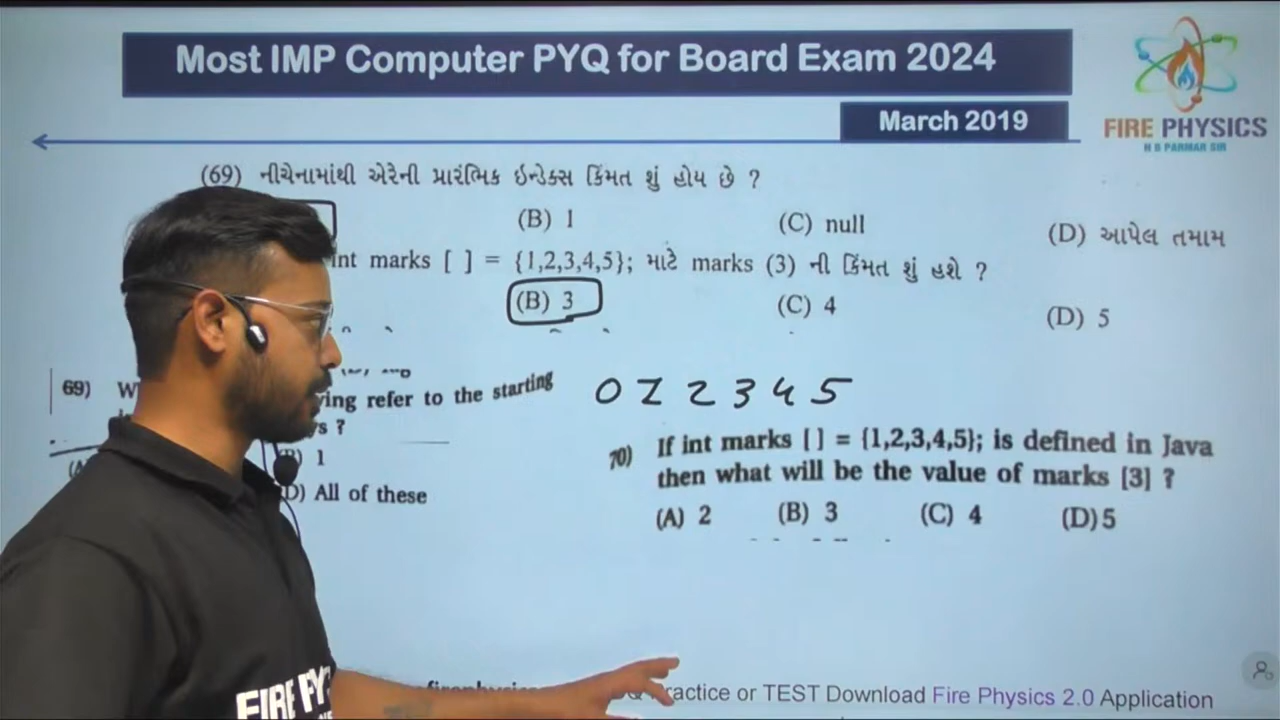 Most IMP Computer PYQ for Board Exam 2024
March 2019
FIRE PHYSICS
H B PARMAR SIR
(69) નીચેનામાંથી એરેની પ્રારંભિક ઇન્ડેક્સ કિંમત શું હોય છે ?
(B) 1 (C) null (D) આપેલ તમામ
int marks [ ] = {1,2,3,4,5}; માટે marks (3) ની કિંમત શું હશે ?
(B) 3 (C) 4 (D) 5
69) ing refer to the starting
s ?
(B) 1
(D) All of these
0 1 2 3 4 5
70) If int marks [ ] = {1,2,3,4,5}; is defined in Java
then what will be the value of marks [3] ?
(A) 2 (B) 3 (C) 4 (D) 5
Practice or TEST Download Fire Physics 2.0 Application
FIRE PHY